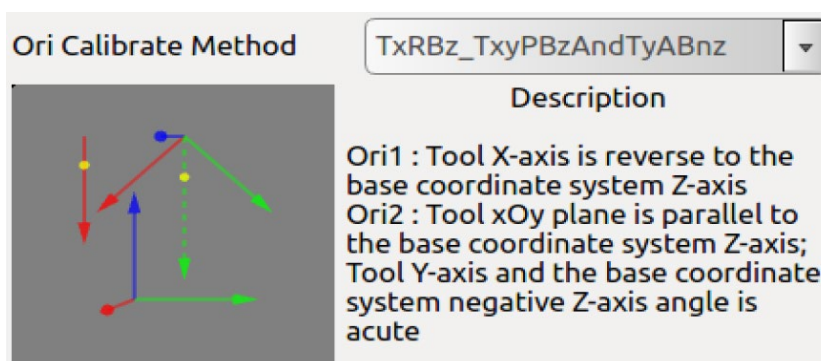 Ori Calibrate Method
TxRBz_TxyPBzAndTyABnz
Description
Ori1 : Tool X-axis is reverse to the
base coordinate system Z-axis
Ori2 : Tool xOy plane is parallel to
the base coordinate system Z-axis;
Tool Y-axis and the base coordinate
system negative Z-axis angle is
acute